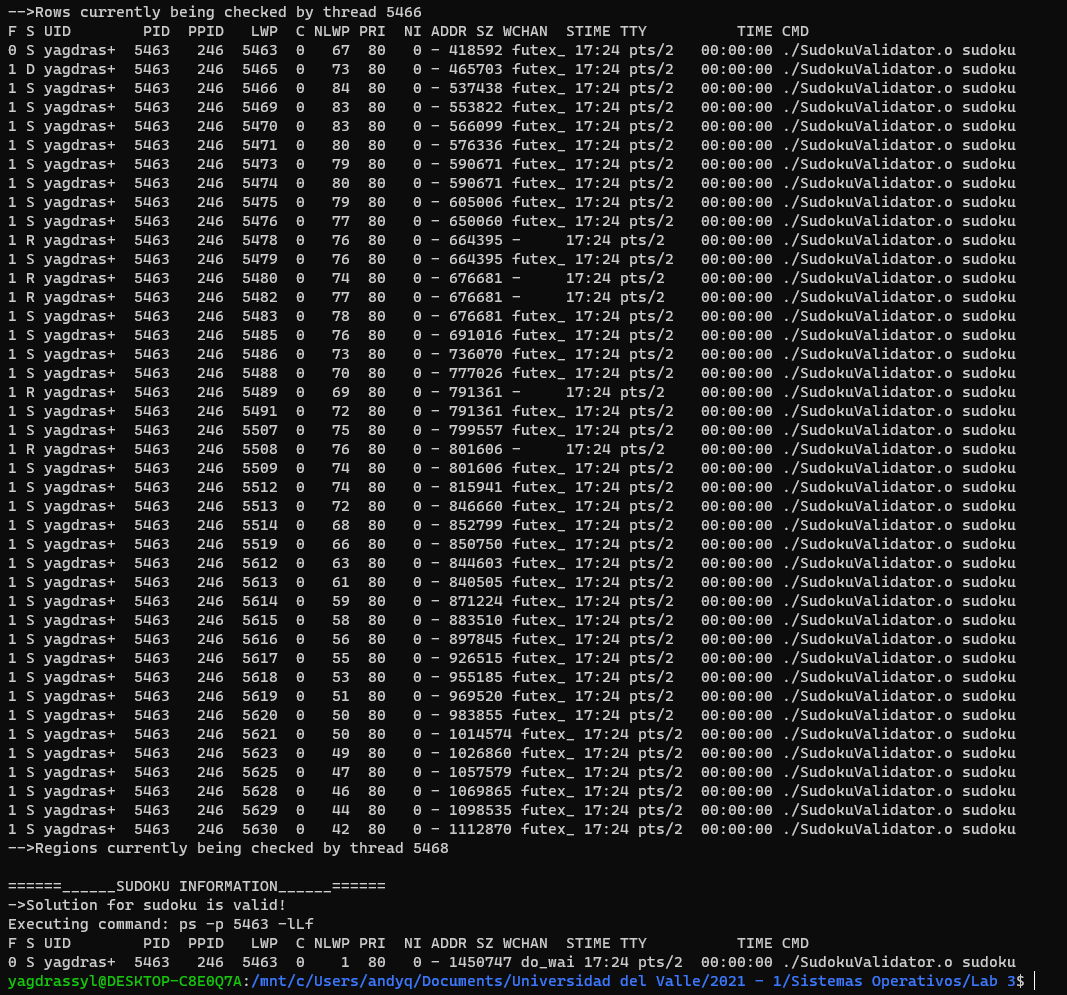 -->Rows currently being checked by thread 5466
F S UID        PID  PPID   LWP  C NLWP PRI  NI ADDR SZ WCHAN  STIME TTY          TIME CMD
0 S yagdras+  5463   246  5463  0   67  80   0 - 418592 futex_ 17:24 pts/2   00:00:00 ./SudokuValidator.o sudoku
1 D yagdras+  5463   246  5465  0   73  80   0 - 465703 futex_ 17:24 pts/2   00:00:00 ./SudokuValidator.o sudoku
1 S yagdras+  5463   246  5466  0   84  80   0 - 537438 futex_ 17:24 pts/2   00:00:00 ./SudokuValidator.o sudoku
1 S yagdras+  5463   246  5469  0   83  80   0 - 553822 futex_ 17:24 pts/2   00:00:00 ./SudokuValidator.o sudoku
1 S yagdras+  5463   246  5470  0   83  80   0 - 566099 futex_ 17:24 pts/2   00:00:00 ./SudokuValidator.o sudoku
1 S yagdras+  5463   246  5471  0   80  80   0 - 576336 futex_ 17:24 pts/2   00:00:00 ./SudokuValidator.o sudoku
1 S yagdras+  5463   246  5473  0   79  80   0 - 590671 futex_ 17:24 pts/2   00:00:00 ./SudokuValidator.o sudoku
1 S yagdras+  5463   246  5474  0   80  80   0 - 590671 futex_ 17:24 pts/2   00:00:00 ./SudokuValidator.o sudoku
1 S yagdras+  5463   246  5475  0   79  80   0 - 605006 futex_ 17:24 pts/2   00:00:00 ./SudokuValidator.o sudoku
1 S yagdras+  5463   246  5476  0   77  80   0 - 650060 futex_ 17:24 pts/2   00:00:00 ./SudokuValidator.o sudoku
1 R yagdras+  5463   246  5478  0   76  80   0 - 664395 -     17:24 pts/2    00:00:00 ./SudokuValidator.o sudoku
1 S yagdras+  5463   246  5479  0   76  80   0 - 664395 futex_ 17:24 pts/2   00:00:00 ./SudokuValidator.o sudoku
1 R yagdras+  5463   246  5480  0   74  80   0 - 676681 -     17:24 pts/2    00:00:00 ./SudokuValidator.o sudoku
1 R yagdras+  5463   246  5482  0   77  80   0 - 676681 -     17:24 pts/2    00:00:00 ./SudokuValidator.o sudoku
1 S yagdras+  5463   246  5483  0   78  80   0 - 676681 futex_ 17:24 pts/2   00:00:00 ./SudokuValidator.o sudoku
1 S yagdras+  5463   246  5485  0   76  80   0 - 691016 futex_ 17:24 pts/2   00:00:00 ./SudokuValidator.o sudoku
1 S yagdras+  5463   246  5486  0   73  80   0 - 736070 futex_ 17:24 pts/2   00:00:00 ./SudokuValidator.o sudoku
1 S yagdras+  5463   246  5488  0   70  80   0 - 777026 futex_ 17:24 pts/2   00:00:00 ./SudokuValidator.o sudoku
1 R yagdras+  5463   246  5489  0   69  80   0 - 791361 -     17:24 pts/2    00:00:00 ./SudokuValidator.o sudoku
1 S yagdras+  5463   246  5491  0   72  80   0 - 791361 futex_ 17:24 pts/2   00:00:00 ./SudokuValidator.o sudoku
1 S yagdras+  5463   246  5507  0   75  80   0 - 799557 futex_ 17:24 pts/2   00:00:00 ./SudokuValidator.o sudoku
1 R yagdras+  5463   246  5508  0   76  80   0 - 801606 -     17:24 pts/2    00:00:00 ./SudokuValidator.o sudoku
1 S yagdras+  5463   246  5509  0   74  80   0 - 801606 futex_ 17:24 pts/2   00:00:00 ./SudokuValidator.o sudoku
1 S yagdras+  5463   246  5512  0   74  80   0 - 815941 futex_ 17:24 pts/2   00:00:00 ./SudokuValidator.o sudoku
1 S yagdras+  5463   246  5513  0   72  80   0 - 846660 futex_ 17:24 pts/2   00:00:00 ./SudokuValidator.o sudoku
1 S yagdras+  5463   246  5514  0   68  80   0 - 852799 futex_ 17:24 pts/2   00:00:00 ./SudokuValidator.o sudoku
1 S yagdras+  5463   246  5519  0   66  80   0 - 850750 futex_ 17:24 pts/2   00:00:00 ./SudokuValidator.o sudoku
1 S yagdras+  5463   246  5612  0   63  80   0 - 844603 futex_ 17:24 pts/2   00:00:00 ./SudokuValidator.o sudoku
1 S yagdras+  5463   246  5613  0   61  80   0 - 840505 futex_ 17:24 pts/2   00:00:00 ./SudokuValidator.o sudoku
1 S yagdras+  5463   246  5614  0   59  80   0 - 871224 futex_ 17:24 pts/2   00:00:00 ./SudokuValidator.o sudoku
1 S yagdras+  5463   246  5615  0   58  80   0 - 883510 futex_ 17:24 pts/2   00:00:00 ./SudokuValidator.o sudoku
1 S yagdras+  5463   246  5616  0   56  80   0 - 897845 futex_ 17:24 pts/2   00:00:00 ./SudokuValidator.o sudoku
1 S yagdras+  5463   246  5617  0   55  80   0 - 926515 futex_ 17:24 pts/2   00:00:00 ./SudokuValidator.o sudoku
1 S yagdras+  5463   246  5618  0   53  80   0 - 955185 futex_ 17:24 pts/2   00:00:00 ./SudokuValidator.o sudoku
1 S yagdras+  5463   246  5619  0   51  80   0 - 969520 futex_ 17:24 pts/2   00:00:00 ./SudokuValidator.o sudoku
1 S yagdras+  5463   246  5620  0   50  80   0 - 983855 futex_ 17:24 pts/2   00:00:00 ./SudokuValidator.o sudoku
1 S yagdras+  5463   246  5621  0   50  80   0 - 1014574 futex_ 17:24 pts/2  00:00:00 ./SudokuValidator.o sudoku
1 S yagdras+  5463   246  5623  0   49  80   0 - 1026860 futex_ 17:24 pts/2  00:00:00 ./SudokuValidator.o sudoku
1 S yagdras+  5463   246  5625  0   47  80   0 - 1057579 futex_ 17:24 pts/2  00:00:00 ./SudokuValidator.o sudoku
1 S yagdras+  5463   246  5628  0   46  80   0 - 1069865 futex_ 17:24 pts/2  00:00:00 ./SudokuValidator.o sudoku
1 S yagdras+  5463   246  5629  0   44  80   0 - 1098535 futex_ 17:24 pts/2  00:00:00 ./SudokuValidator.o sudoku
1 S yagdras+  5463   246  5630  0   42  80   0 - 1112870 futex_ 17:24 pts/2  00:00:00 ./SudokuValidator.o sudoku
-->Regions currently being checked by thread 5468
======______SUDOKU INFORMATION______======
->Solution for sudoku is valid!
Executing command: ps -p 5463 -lLf
F S UID        PID  PPID   LWP  C NLWP PRI  NI ADDR SZ WCHAN  STIME TTY          TIME CMD
0 S yagdras+  5463   246  5463  0    1  80   0 - 1450747 do_wai 17:24 pts/2  00:00:00 ./SudokuValidator.o sudoku
yagdrassyl@DESKTOP-C8E0Q7A:/mnt/c/Users/andyq/Documents/Universidad del Valle/2021 - 1/Sistemas Operativos/Lab 3$